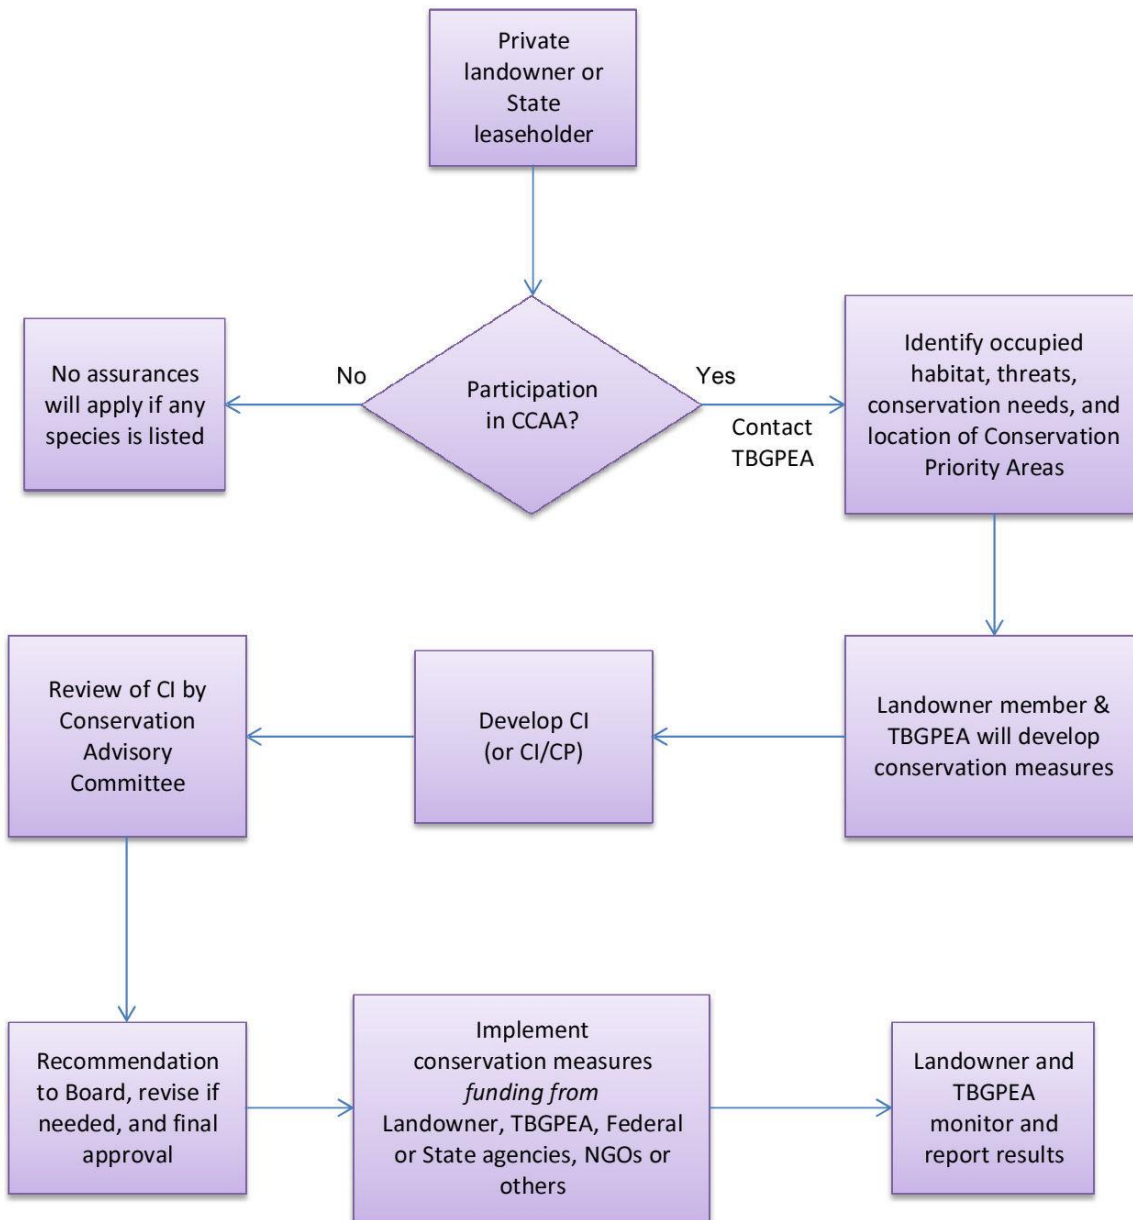 Private
landowner or
State
leaseholder
No assurances
will apply if any
species is listed
No
Participation
in CCAA?
Yes
Contact
TBGPEA
Identify occupied
habitat, threats,
conservation needs, and
location of Conservation
Priority Areas
Landowner member &
TBGPEA will develop
conservation measures
Develop CI
(or CI/CP)
Review of CI by
Conservation
Advisory
Committee
Recommendation
to Board, revise if
needed, and final
approval
Implement
conservation measures
funding from
Landowner, TBGPEA, Federal
or State agencies, NGOs or
others
Landowner and
TBGPEA
monitor and
report results